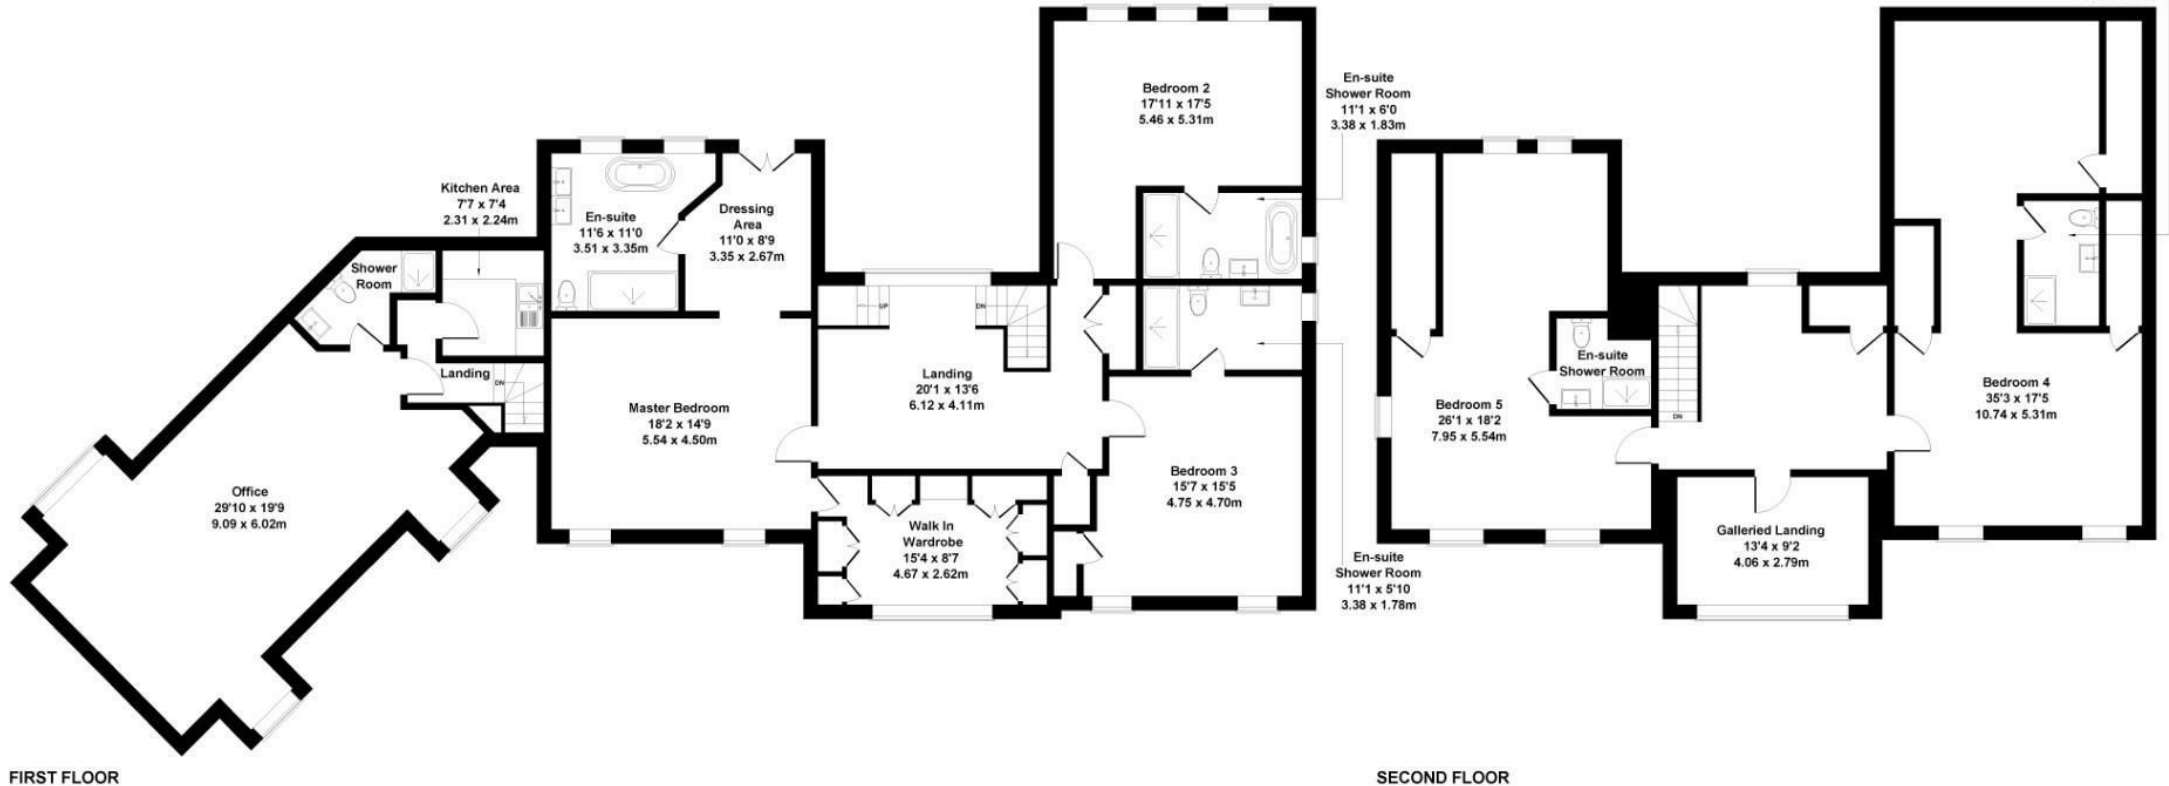 Kitchen Area
7'7 x 7'4
2.31 x 2.24m
Shower
Room
Landing
DN
Office
29'10 x 19'9
9.09 x 6.02m
En-suite
11'6 x 11'0
3.51 x 3.35m
Dressing
Area
11'0 x 8'9
3.35 x 2.67m
Master Bedroom
18'2 x 14'9
5.54 x 4.50m
UP
DN
Landing
20'1 x 13'6
6.12 x 4.11m
Walk In
Wardrobe
15'4 x 8'7
4.67 x 2.62m
Bedroom 2
17'11 x 17'5
5.46 x 5.31m
En-suite
Shower Room
11'1 x 6'0
3.38 x 1.83m
Bedroom 3
15'7 x 15'5
4.75 x 4.70m
En-suite
Shower Room
11'1 x 5'10
3.38 x 1.78m
FIRST FLOOR
Bedroom 5
26'1 x 18'2
7.95 x 5.54m
En-suite
Shower Room
DN
Galleried Landing
13'4 x 9'2
4.06 x 2.79m
Bedroom 4
35'3 x 17'5
10.74 x 5.31m
SECOND FLOOR